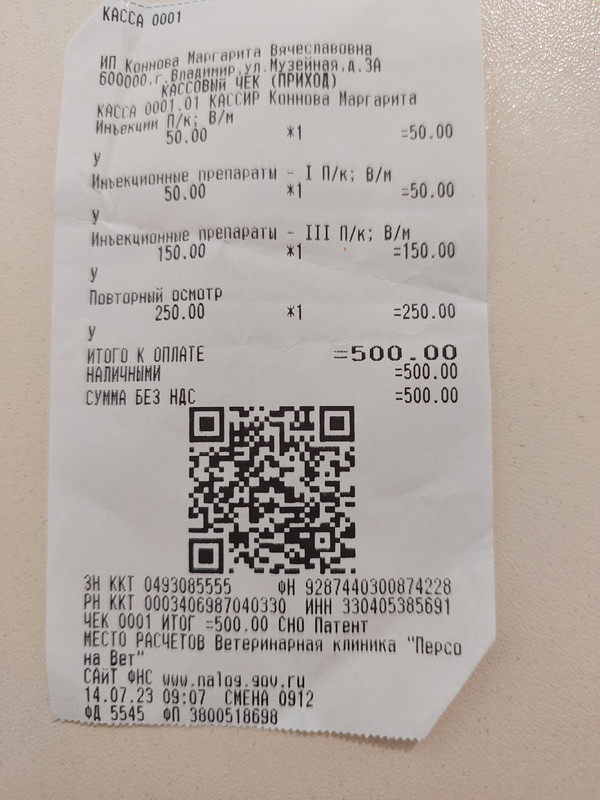 КАССА 0001
ИП Коннова Маргарита Вячеславовна
600000.г.Владимир,ул.Музейная,д.3А
КАССОВЫЙ ЧЕК (ПРИХОД)
КАССА 0001.01 КАССИР Коннова Маргарита
Инъекции П/к; В/м
50.00 *1 =50.00
У
Инъекционные препараты - I П/к; В/м
50.00 *1 =50.00
У
Инъекционные препараты - III П/к; В/м
150.00 *1 =150.00
У
Повторный осмотр
250.00 *1 =250.00
У
ИТОГО К ОПЛАТЕ =500.00
НАЛИЧНЫМИ =500.00
СУММА БЕЗ НДС =500.00
ЗН ККТ 0493085555 ФН 9287440300874228
РН ККТ 0003406987040330 ИНН 330405385691
ЧЕК 0001 ИТОГ =500.00 СНО Патент
МЕСТО РАСЧЕТОВ Ветеринарная клиника "Персо
на Вет"
САЙТ ФНС www.nalog.gov.ru
14.07.23 09:07 СМЕНА 0912
ФД 5545 ФП 3800518698